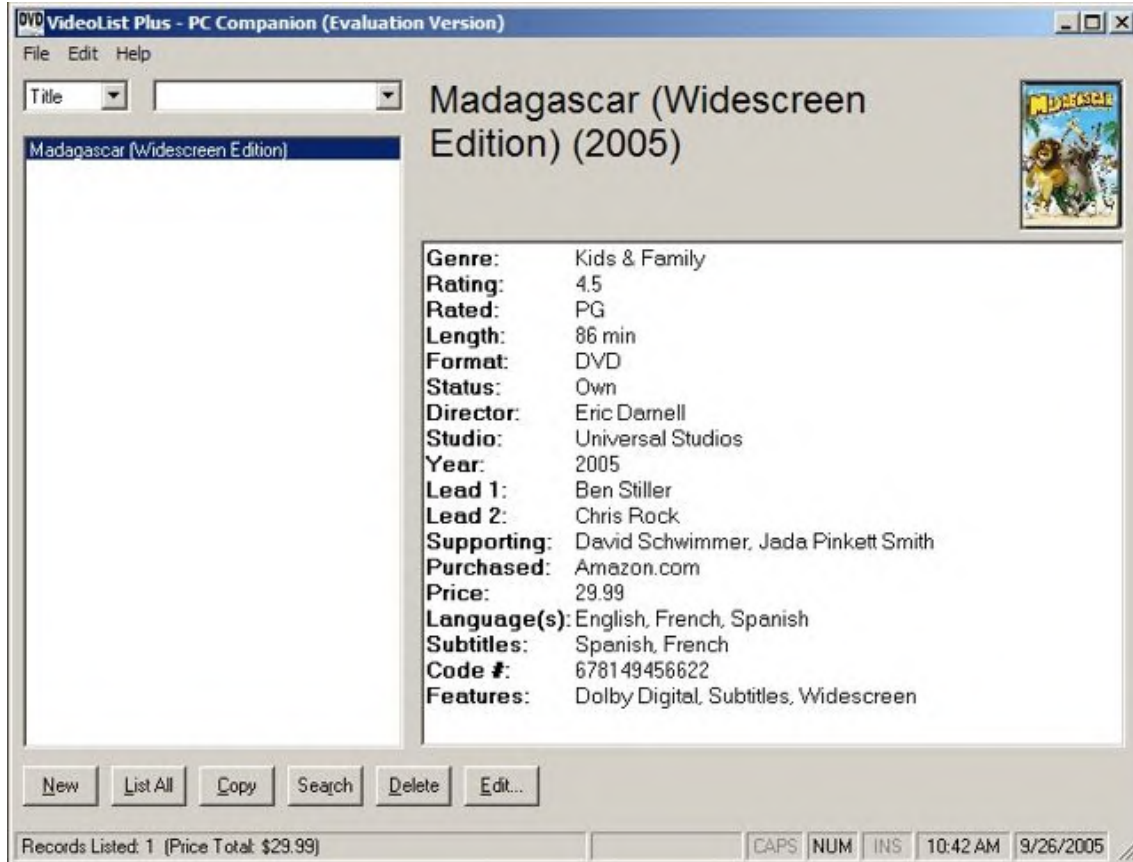 DVD VideoList Plus - PC Companion (Evaluation Version)
File Edit Help
Title
Madagascar (Widescreen Edition) (2005)
MADAGASCAR
Madagascar (Widescreen Edition)
Genre: Kids & Family
Rating: 4.5
Rated: PG
Length: 86 min
Format: DVD
Status: Own
Director: Eric Darnell
Studio: Universal Studios
Year: 2005
Lead 1: Ben Stiller
Lead 2: Chris Rock
Supporting: David Schwimmer, Jada Pinkett Smith
Purchased: Amazon.com
Price: 29.99
Language(s): English, French, Spanish
Subtitles: Spanish, French
Code #: 678149456622
Features: Dolby Digital, Subtitles, Widescreen
New List All Copy Search Delete Edit...
Records Listed: 1 (Price Total: $29.99) CAPS NUM INS 10:42 AM 9/26/2005